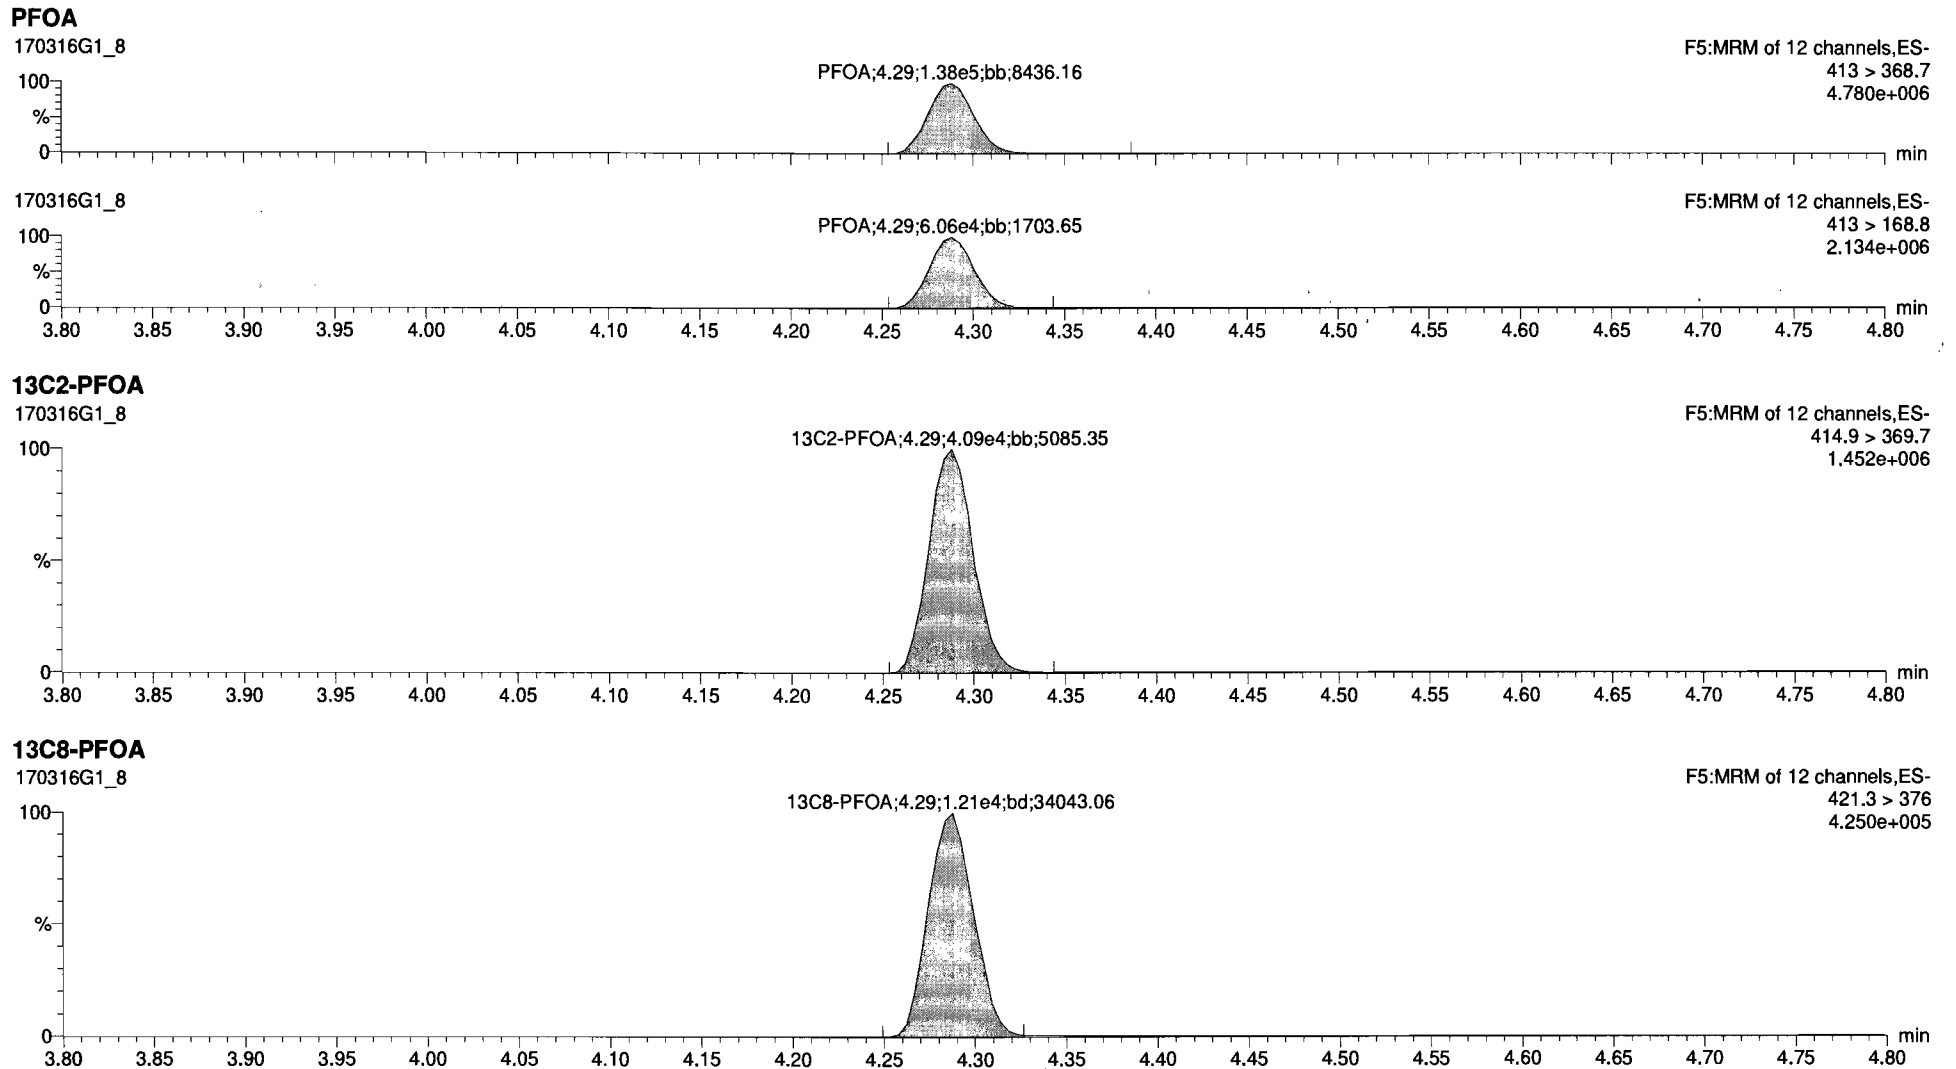 PFOA
170316G1_8
F5:MRM of 12 channels,ES-
413 > 368.7
4.780e+006
PFOA;4.29;1.38e5;bb;8436.16
100
%
0
min
170316G1_8
F5:MRM of 12 channels,ES-
413 > 168.8
2.134e+006
PFOA;4.29;6.06e4;bb;1703.65
100
%
0
min
3.80 3.85 3.90 3.95 4.00 4.05 4.10 4.15 4.20 4.25 4.30 4.35 4.40 4.45 4.50 4.55 4.60 4.65 4.70 4.75 4.80
13C2-PFOA
170316G1_8
F5:MRM of 12 channels,ES-
414.9 > 369.7
1.452e+006
13C2-PFOA;4.29;4.09e4;bb;5085.35
100
%
0
min
3.80 3.85 3.90 3.95 4.00 4.05 4.10 4.15 4.20 4.25 4.30 4.35 4.40 4.45 4.50 4.55 4.60 4.65 4.70 4.75 4.80
13C8-PFOA
170316G1_8
F5:MRM of 12 channels,ES-
421.3 > 376
4.250e+005
13C8-PFOA;4.29;1.21e4;bd;34043.06
100
%
0
min
3.80 3.85 3.90 3.95 4.00 4.05 4.10 4.15 4.20 4.25 4.30 4.35 4.40 4.45 4.50 4.55 4.60 4.65 4.70 4.75 4.80